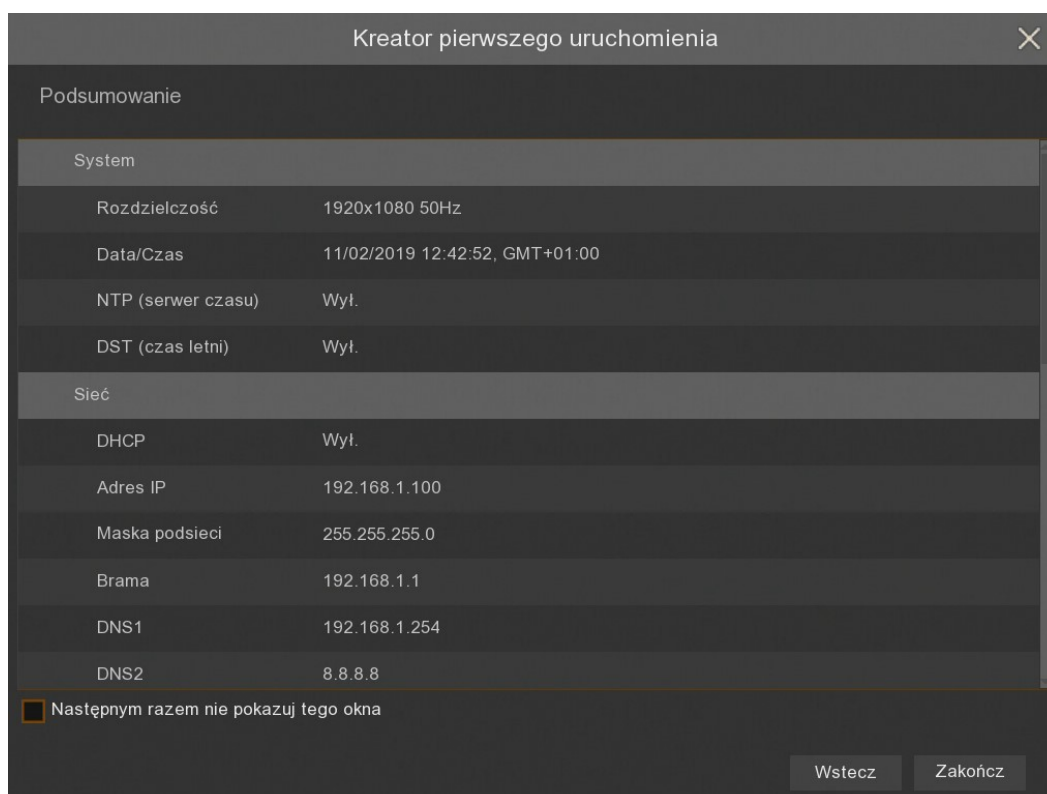 Kreator pierwszego uruchomienia
Podsumowanie
System
Rozdzielczość 1920x1080 50Hz
Data/Czas 11/02/2019 12:42:52, GMT+01:00
NTP (serwer czasu) Wył.
DST (czas letni) Wył.
Sieć
DHCP Wył.
Adres IP 192.168.1.100
Maska podsieci 255.255.255.0
Brama 192.168.1.1
DNS1 192.168.1.254
DNS2 8.8.8.8
Następnym razem nie pokazuj tego okna
Wstecz Zakończ